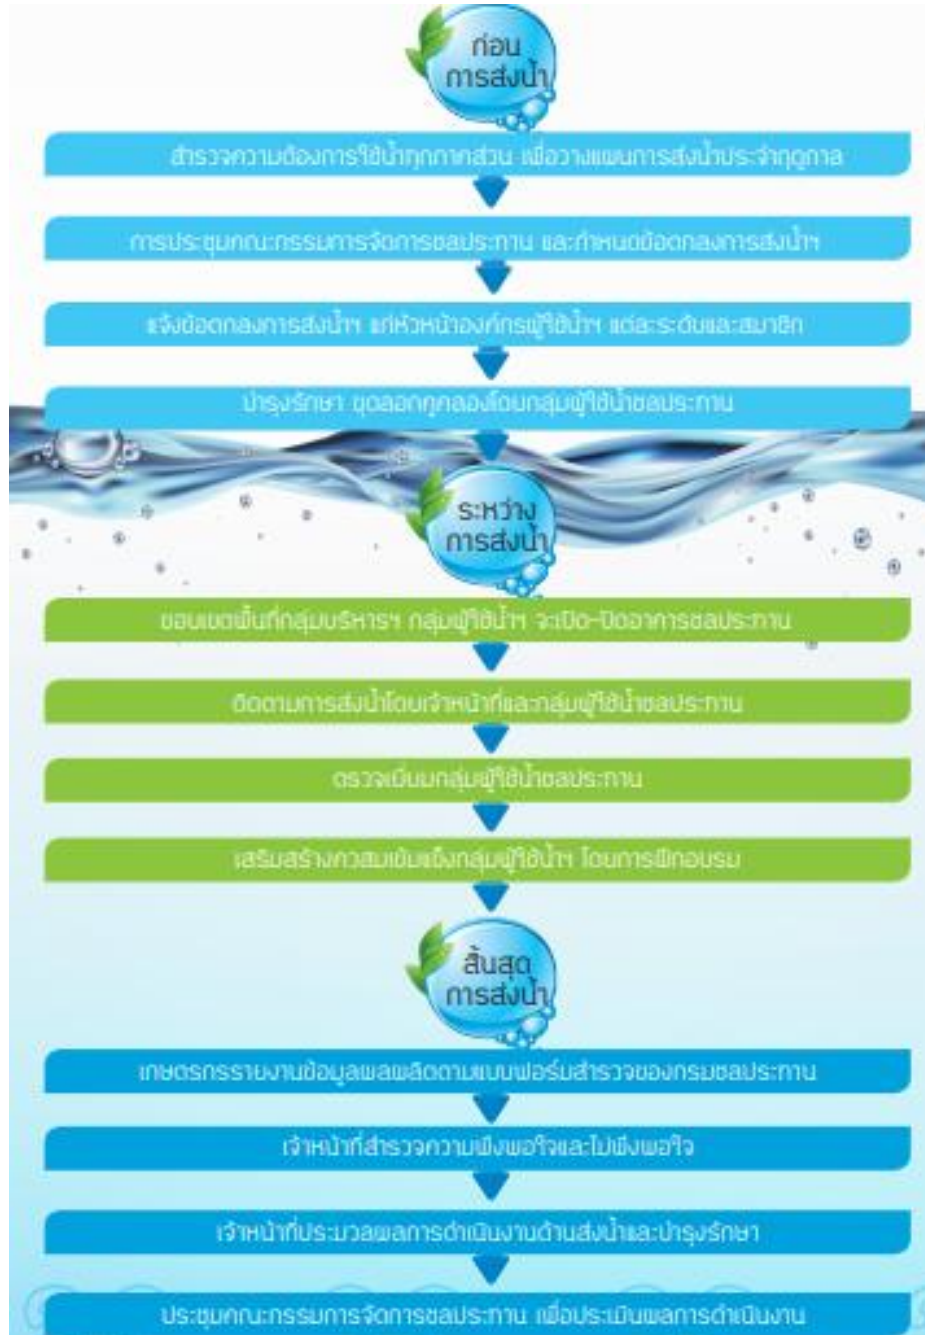 ก่อน
การส่งน้ำ
สำรวจความต้องการใช้น้ำทุกภาคส่วน เพื่อวางแผนการส่งน้ำประจำฤดูกาล
การประชุมคณะกรรมการจัดการชลประทาน และกำหนดข้อตกลงการส่งน้ำฯ
แจ้งข้อตกลงการส่งน้ำฯ แก่หัวหน้าองค์กรผู้ใช้น้ำฯ แต่ละระดับและสมาชิก
บำรุงรักษา ขุดลอกคูคลองโดยกลุ่มผู้ใช้น้ำชลประทาน
ระหว่าง
การส่งน้ำ
ขอบเขตพื้นที่กลุ่มบริหารฯ กลุ่มผู้ใช้น้ำฯ จะเปิด-ปิดอาคารชลประทาน
ติดตามการส่งน้ำโดยเจ้าหน้าที่และกลุ่มผู้ใช้น้ำชลประทาน
ตรวจเยี่ยมกลุ่มผู้ใช้น้ำชลประทาน
เสริมสร้างควสมเข้มแข็งกลุ่มผู้ใช้น้ำฯ โดยการฝึกอบรม
สิ้นสุด
การส่งน้ำ
เกษตรกรรายงานข้อมูลผลผลิตตามแบบฟอร์มสำรวจของกรมชลประทาน
เจ้าหน้าที่สำรวจความพึงพอใจและไม่พึงพอใจ
เจ้าหน้าที่ประมวลผลการดำเนินงานด้านส่งน้ำและบำรุงรักษา
ประชุมคณะกรรมการจัดการชลประทาน เพื่อประเมินผลการดำเนินงาน